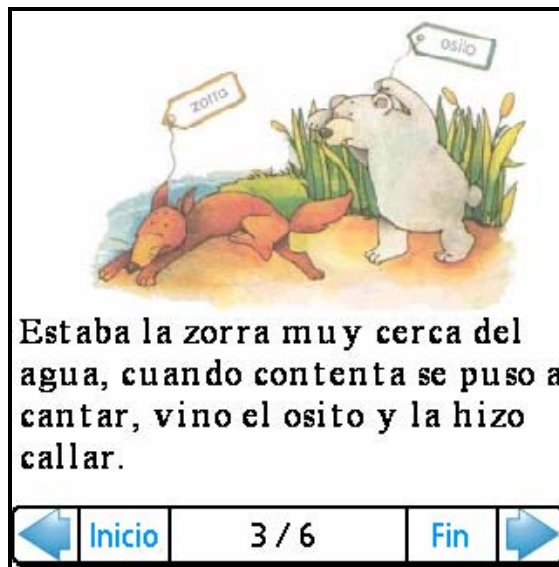 osito
zorra
Estaba la zorra muy cerca del
agua, cuando contenta se puso a
cantar, vino el osito y la hizo
callar.
Inicio 3 / 6 Fin